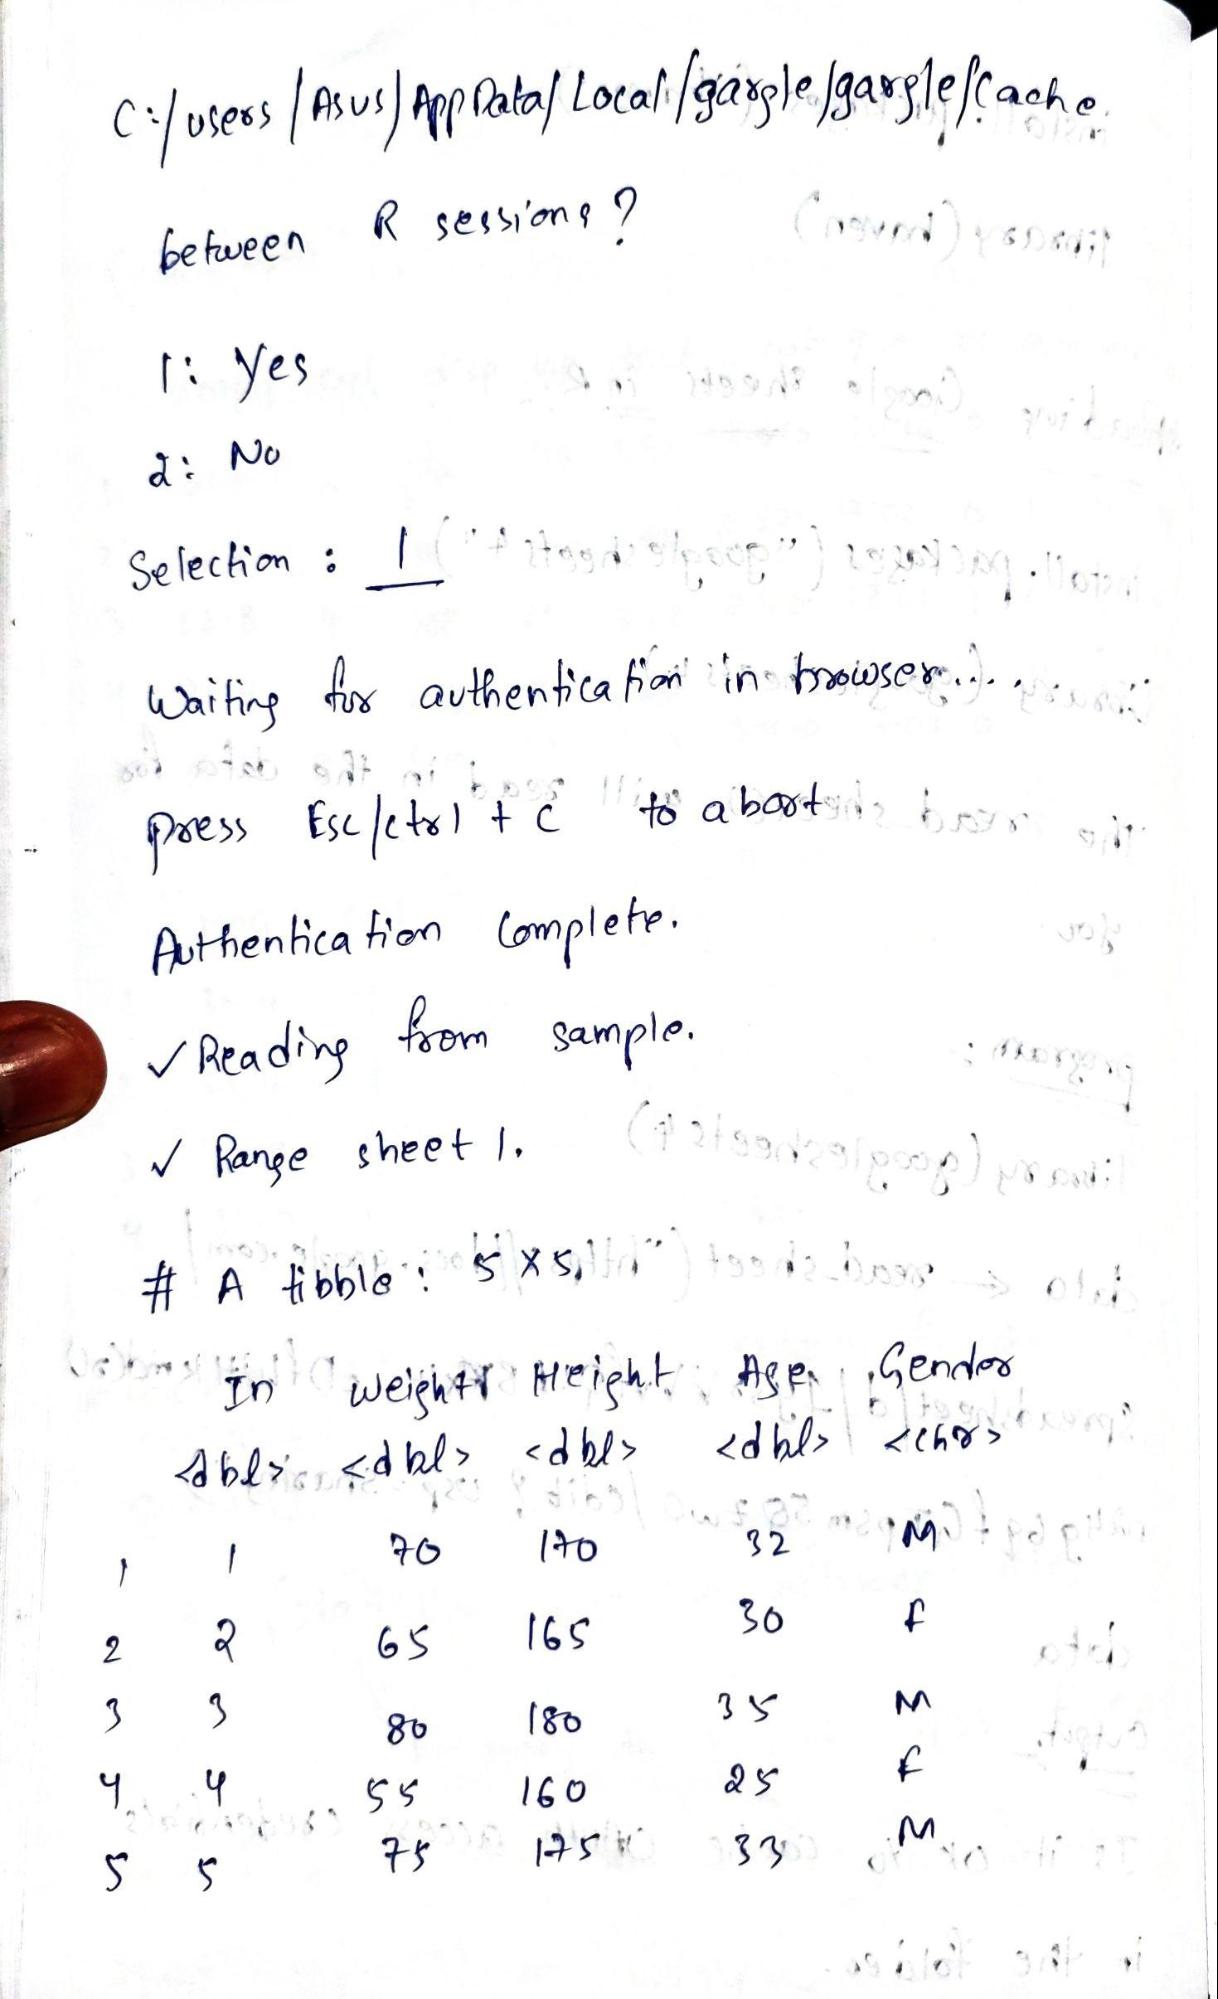 C:/users/Asus/AppData/Local/gargle/gargle/Cache
between R sessions?
1: Yes
2: No
Selection : 1
Waiting for authentication in browser....
press Esc/ctrl + C to abort
Authentication Complete.
✓ Reading from sample.
✓ Range sheet 1.
# A tibble: 5 x 5
In Weight Height Age Gender
<dbl> <dbl> <dbl> <dbl> <chr>
1 1 70 170 32 M
2 2 65 165 30 F
3 3 80 180 35 M
4 4 55 160 25 F
5 5 75 175 33 M